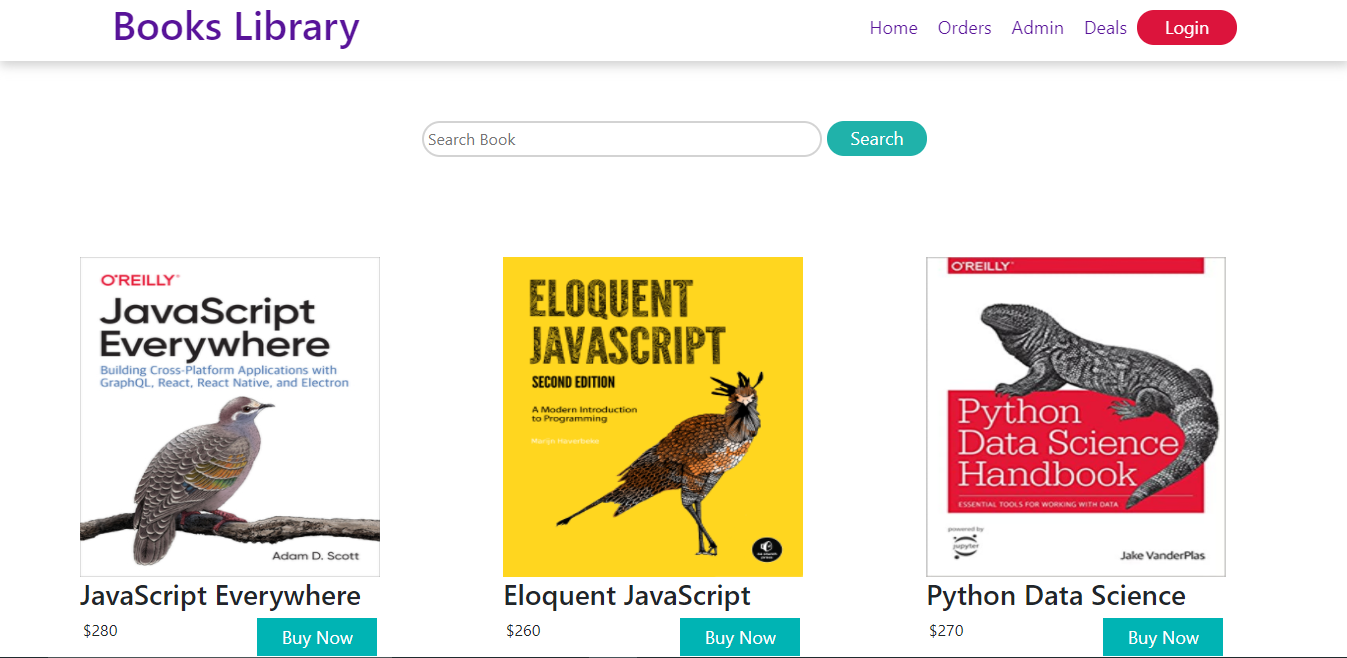 Books Library
Home Orders Admin Deals Login
Search Book Search
O'REILLY
JavaScript
Everywhere
Building Cross-Platform Applications with
GraphQL, React, React Native, and Electron
Adam D. Scott
ELOQUENT
JAVASCRIPT
SECOND EDITION
A Modern Introduction
to Programming
Marijn Haverbeke
O'REILLY
Python
Data Science
Handbook
ESSENTIAL TOOLS FOR WORKING WITH DATA
powered by
jupyter
Jake VanderPlas
JavaScript Everywhere
$280 Buy Now
Eloquent JavaScript
$260 Buy Now
Python Data Science
$270 Buy Now